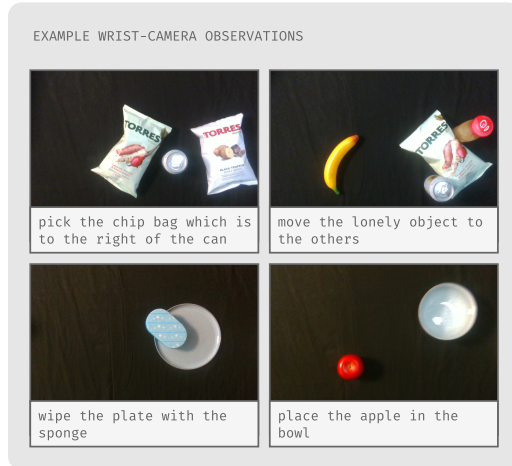 EXAMPLE WRIST-CAMERA OBSERVATIONS
TORRES
TORRES
pick the chip bag which is
to the right of the can
TORRES
move the lonely object to
the others
wipe the plate with the
sponge
place the apple in the
bowl